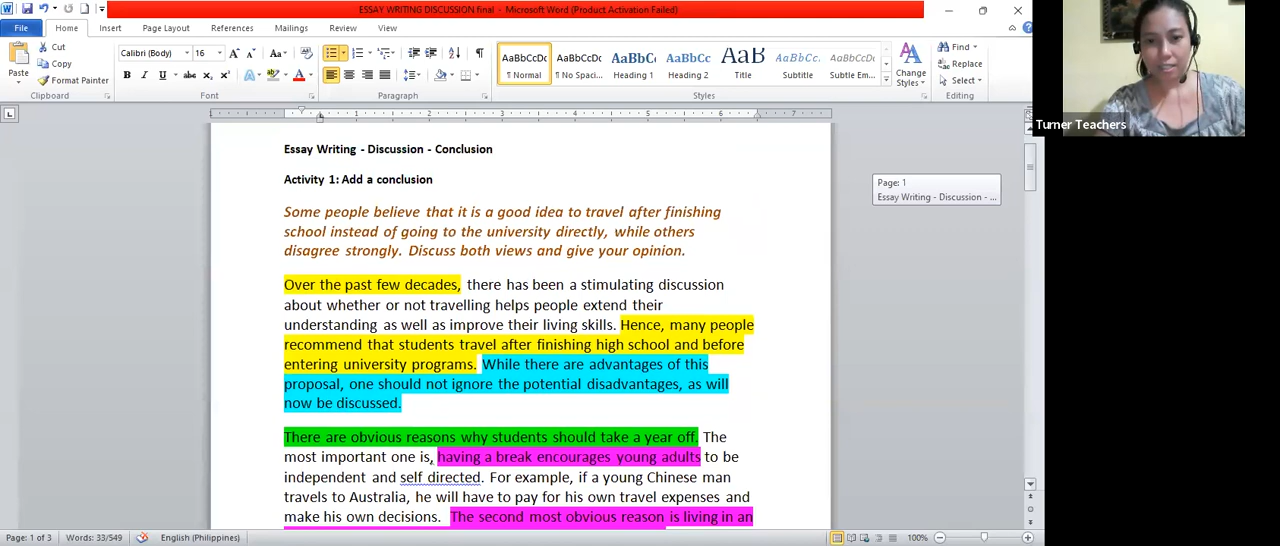 ESSAY WRITING DISCUSSION final - Microsoft Word (Product Activation Failed)
File Home Insert Page Layout References Mailings Review View
Paste
Cut
Copy
Format Painter
Clipboard
Calibri (Body) 16
Font
Paragraph
AaBbCcDc AaBbCcDc AaBbC AaBbCc AaB AaBbCc. AaBbCcDc
¶ Normal ¶ No Spaci... Heading 1 Heading 2 Title Subtitle Subtle Em...
Styles
Change Styles
Find
Replace
Select
Editing
Turner Teachers
Page: 1
Essay Writing - Discussion - ...
Essay Writing - Discussion - Conclusion
Activity 1: Add a conclusion
Some people believe that it is a good idea to travel after finishing
school instead of going to the university directly, while others
disagree strongly. Discuss both views and give your opinion.
Over the past few decades, there has been a stimulating discussion
about whether or not travelling helps people extend their
understanding as well as improve their living skills. Hence, many people
recommend that students travel after finishing high school and before
entering university programs. While there are advantages of this
proposal, one should not ignore the potential disadvantages, as will
now be discussed.
There are obvious reasons why students should take a year off. The
most important one is, having a break encourages young adults to be
independent and self directed. For example, if a young Chinese man
travels to Australia, he will have to pay for his own travel expenses and
make his own decisions. The second most obvious reason is living in an
Page: 1 of 3 Words: 33/549 English (Philippines) 100%